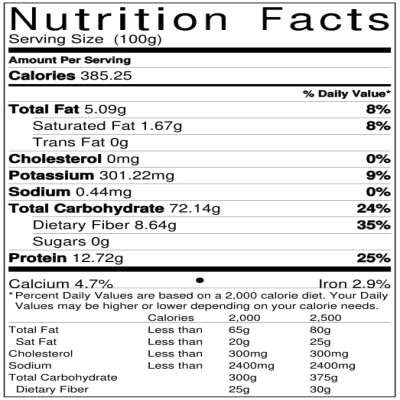 Nutrition Facts
Serving Size (100g)
Amount Per Serving
Calories 385.25
% Daily Value*
Total Fat 5.09g 8%
Saturated Fat 1.67g 8%
Trans Fat 0g
Cholesterol 0mg 0%
Potassium 301.22mg 9%
Sodium 0.44mg 0%
Total Carbohydrate 72.14g 24%
Dietary Fiber 8.64g 35%
Sugars 0g
Protein 12.72g 25%
Calcium 4.7% • Iron 2.9%
*Percent Daily Values are based on a 2,000 calorie diet. Your Daily
Values may be higher or lower depending on your calorie needs.
Calories 2,000 2,500
Total Fat Less than 65g 80g
Sat Fat Less than 20g 25g
Cholesterol Less than 300mg 300mg
Sodium Less than 2400mg 2400mg
Total Carbohydrate 300g 375g
Dietary Fiber 25g 30g